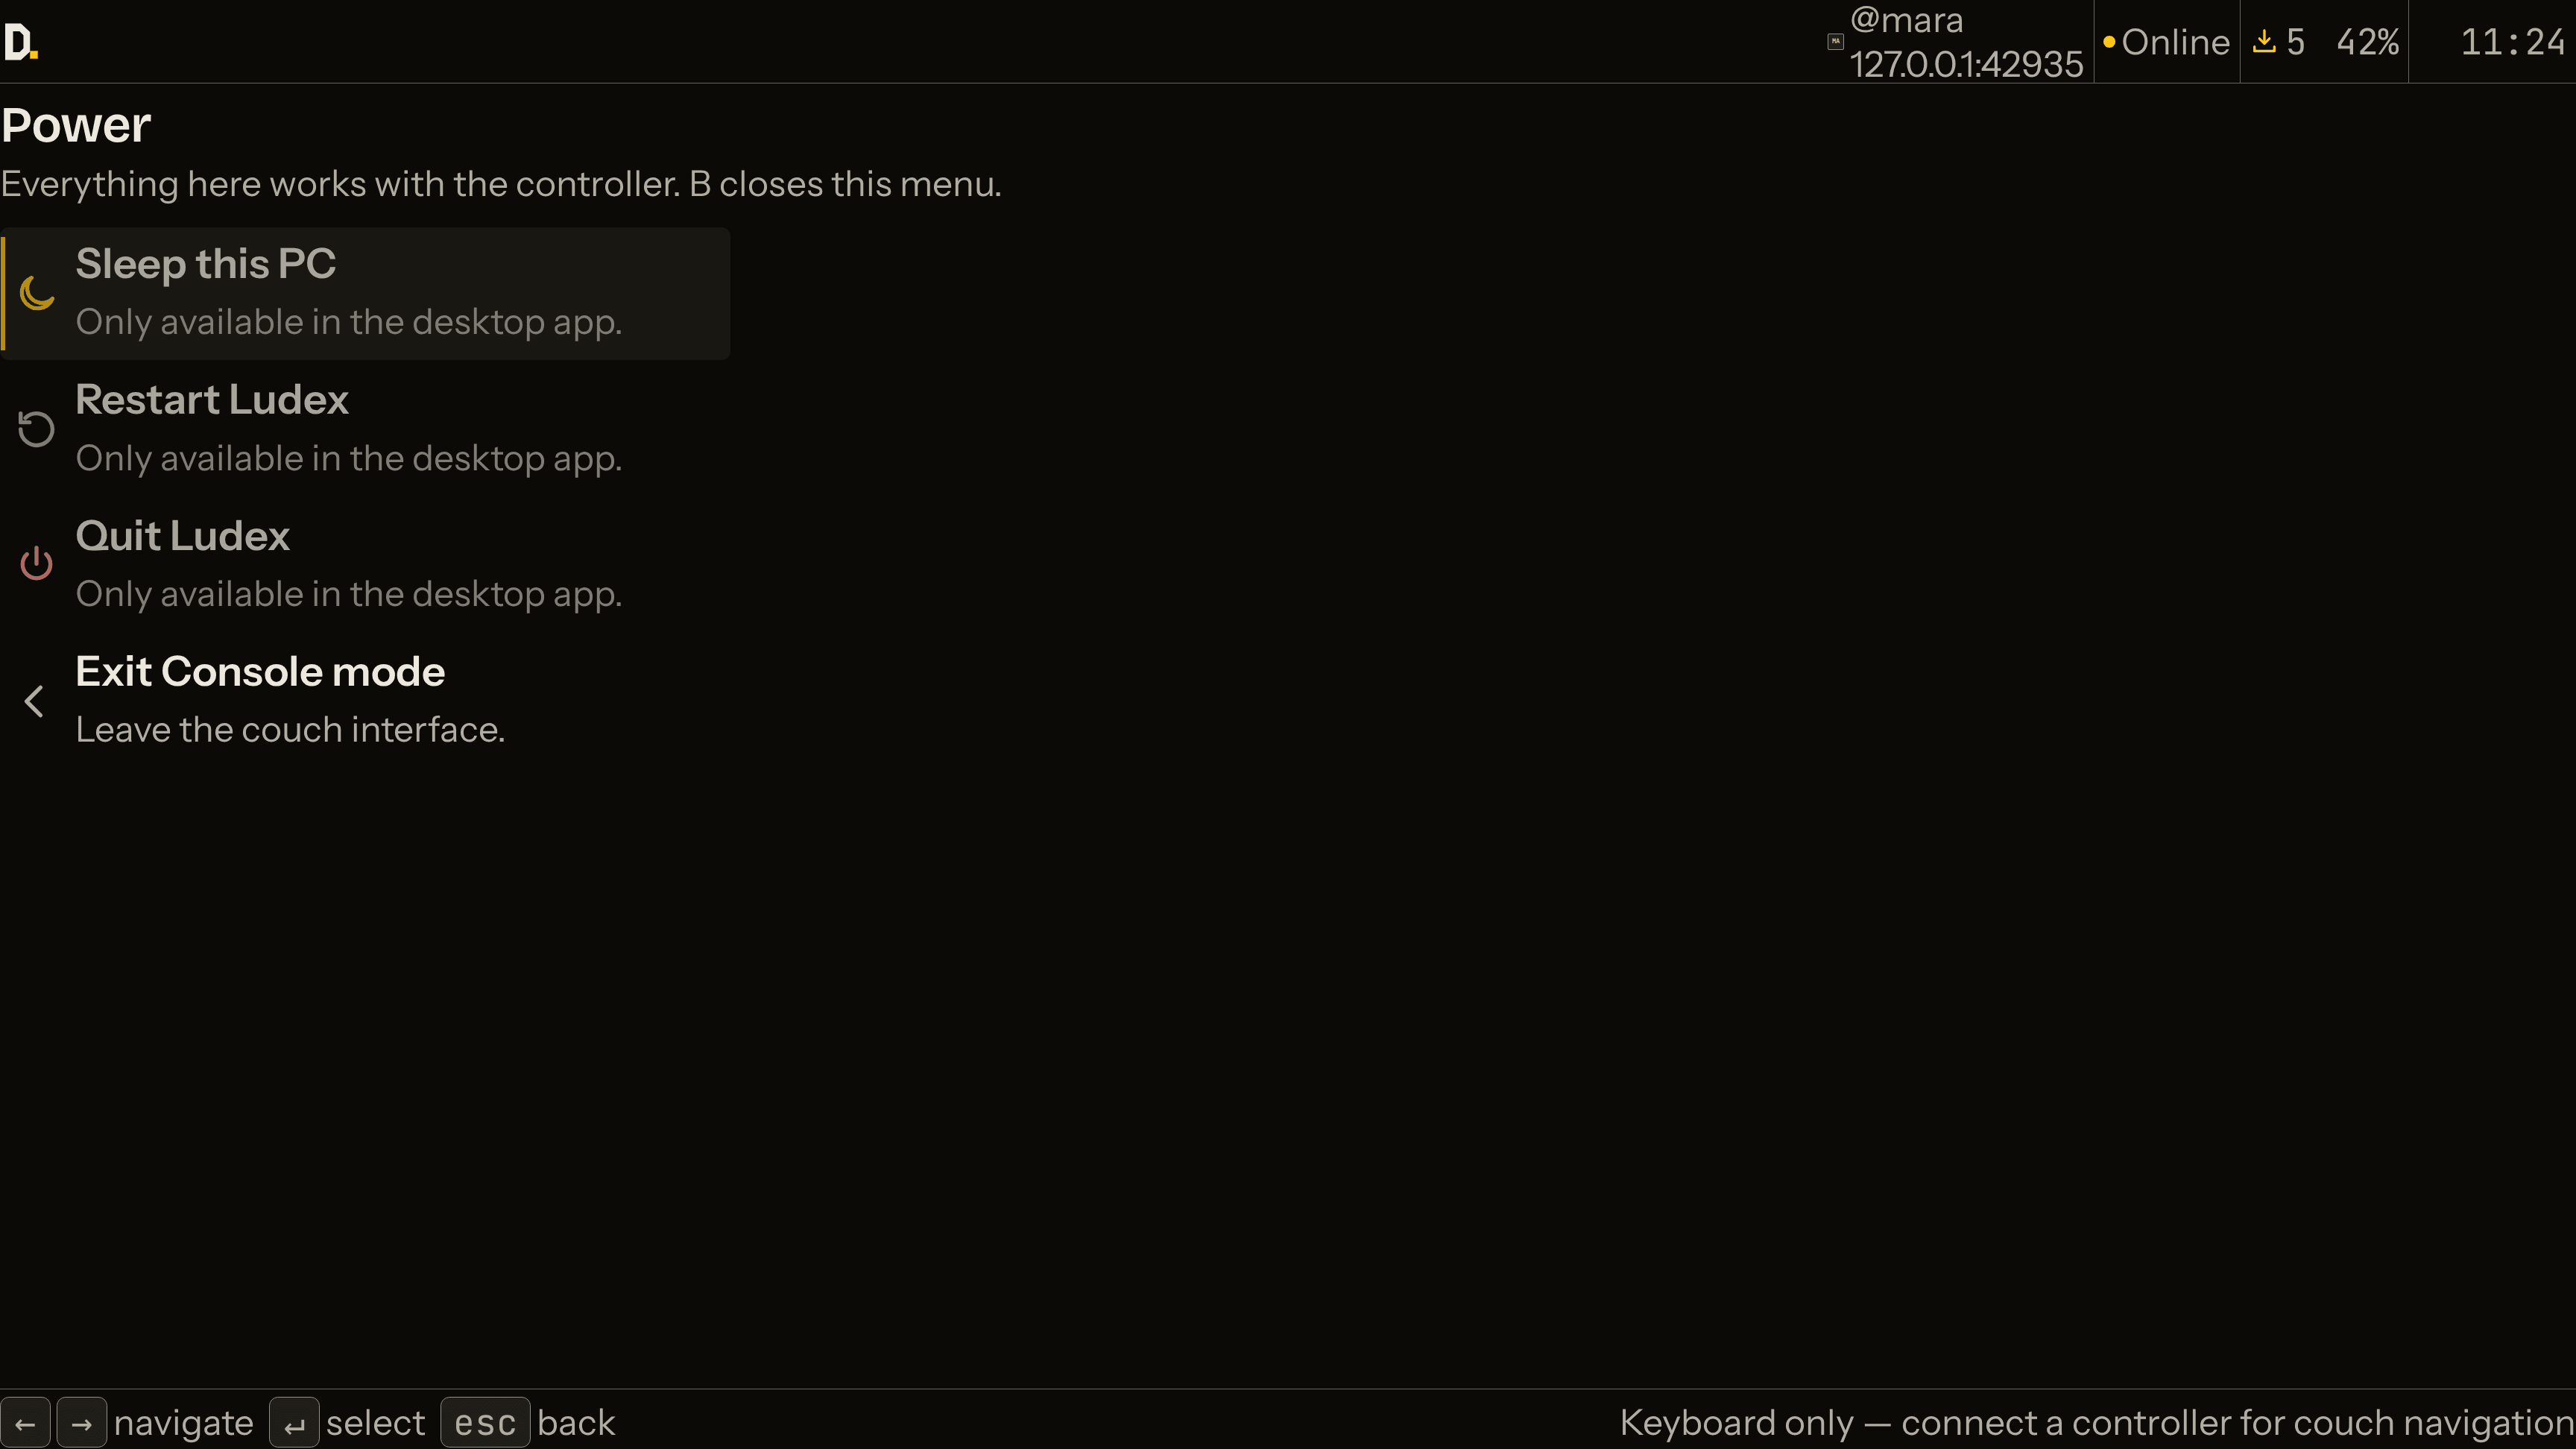 D.
@mara
127.0.0.1:42935
Online
5 42%
11:24
Power
Everything here works with the controller. B closes this menu.
Sleep this PC
Only available in the desktop app.
Restart Ludex
Only available in the desktop app.
Quit Ludex
Only available in the desktop app.
Exit Console mode
Leave the couch interface.
← → navigate ↵ select esc back
Keyboard only — connect a controller for couch navigation